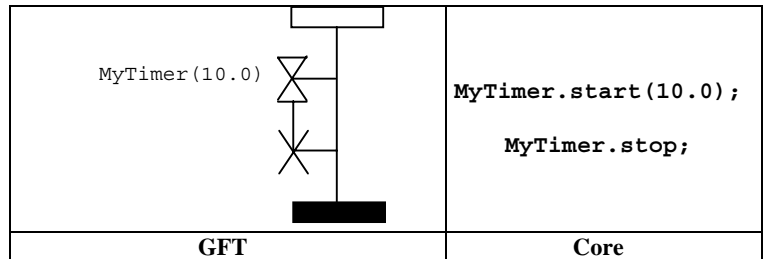 MyTimer(10.0)
MyTimer.start(10.0);
MyTimer.stop;
GFT
Core